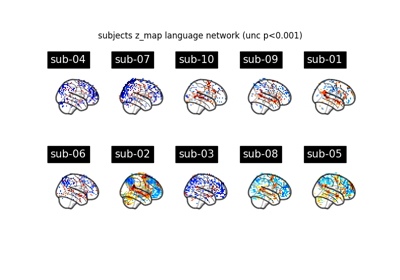 subjects z_map language network (unc p<0.001)
sub-04 sub-07 sub-10 sub-09 sub-01
sub-06 sub-02 sub-03 sub-08 sub-05